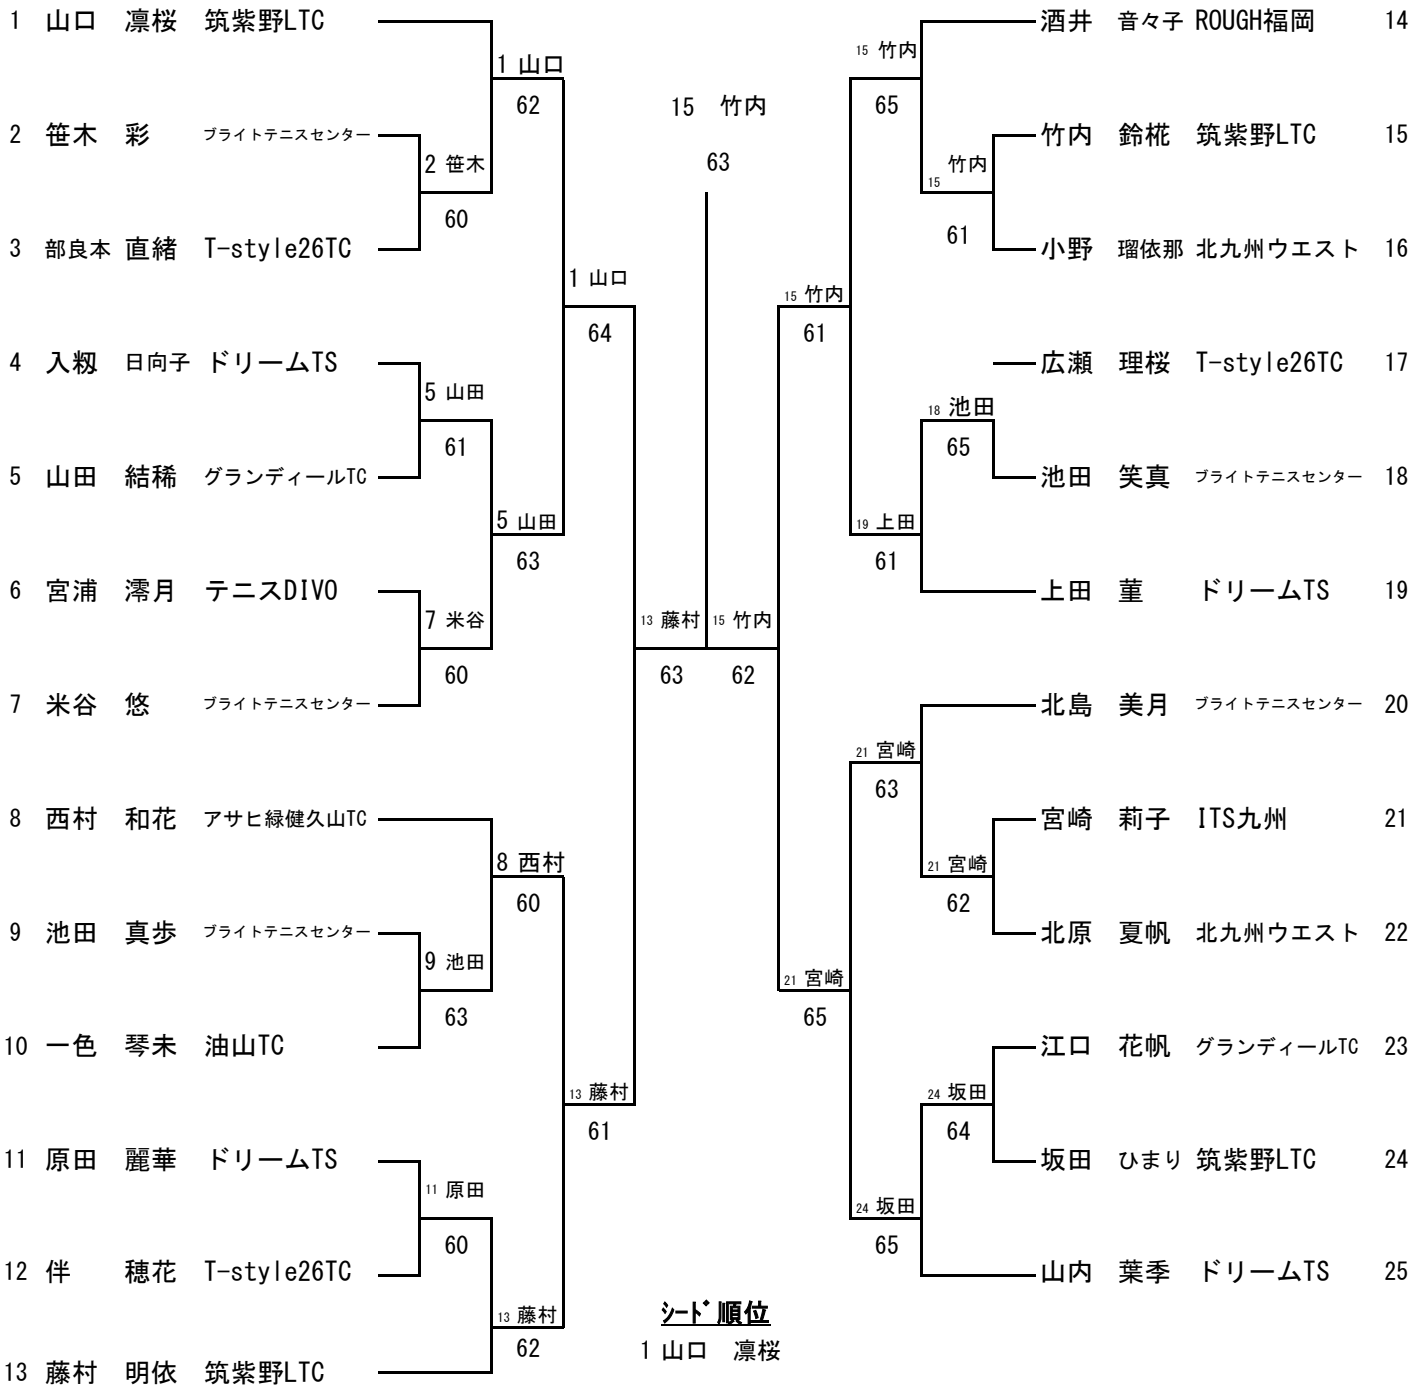 1 山口 凛桜 筑紫野LTC
2 笹木 彩 ブライトテニスセンター
3 部良本 直緒 T-style26TC
4 入籾 日向子 ドリームTS
5 山田 結稀 グランディールTC
6 宮浦 澪月 テニスDIVO
7 米谷 悠 ブライトテニスセンター
8 西村 和花 アサヒ緑健久山TC
9 池田 真歩 ブライトテニスセンター
10 一色 琴未 油山TC
11 原田 麗華 ドリームTS
12 伴 穂花 T-style26TC
13 藤村 明依 筑紫野LTC
2 笹木
60
5 山田
61
7 米谷
60
9 池田
63
11 原田
60
1 山口
62
5 山田
63
8 西村
60
13 藤村
62
1 山口
64
13 藤村
61
13 藤村
63
15 竹内
63
15 竹内
62
15 竹内
61
21 宮崎
65
15 竹内
65
19 上田
61
21 宮崎
63
24 坂田
65
竹内
15
61
18 池田
65
21 宮崎
62
24 坂田
64
酒井 音々子 ROUGH福岡 14
竹内 鈴椛 筑紫野LTC 15
小野 瑠依那 北九州ウエスト 16
広瀬 理桜 T-style26TC 17
池田 笑真 ブライトテニスセンター 18
上田 菫 ドリームTS 19
北島 美月 ブライトテニスセンター 20
宮崎 莉子 ITS九州 21
北原 夏帆 北九州ウエスト 22
江口 花帆 グランディールTC 23
坂田 ひまり 筑紫野LTC 24
山内 葉季 ドリームTS 25
シード順位
1 山口 凛桜